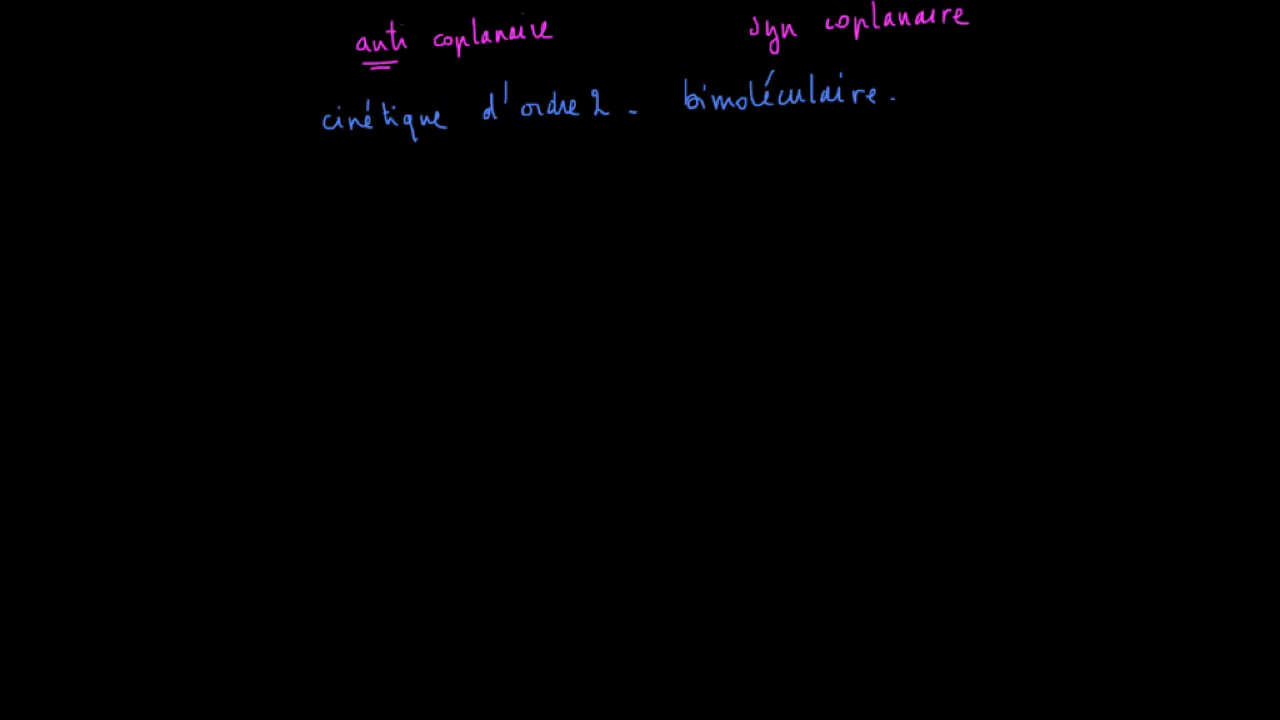 anti coplanaire syn coplanaire
cinétique d'ordre 2 - bimoléculaire.